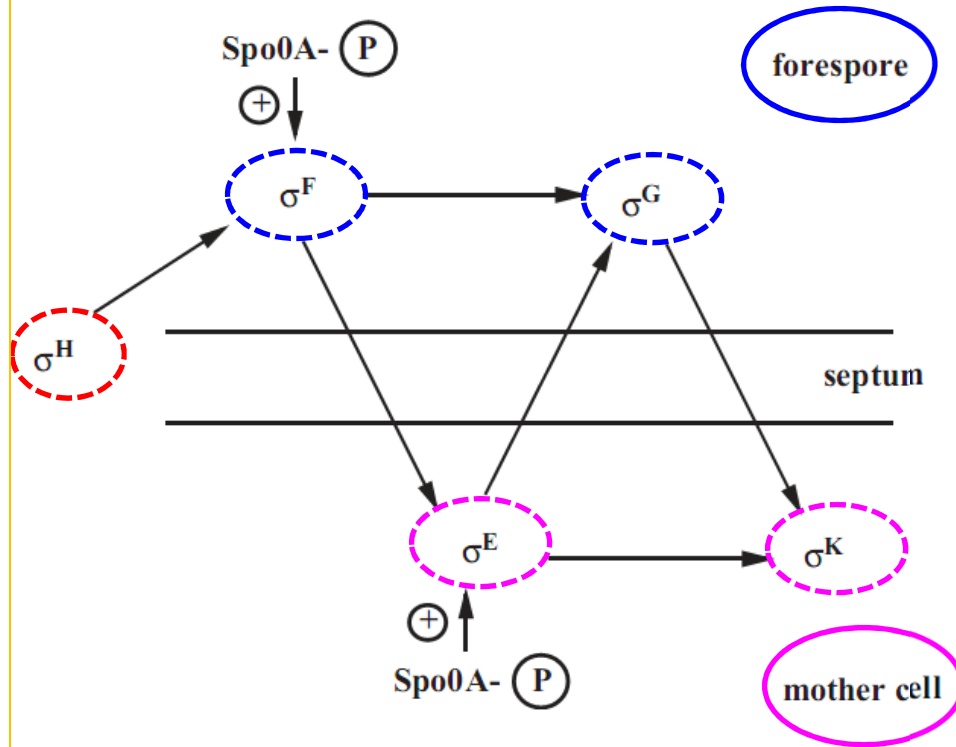 Spo0A- P
forespore
+
σF
σG
σH
septum
σE
σK
+
Spo0A- P
mother cell